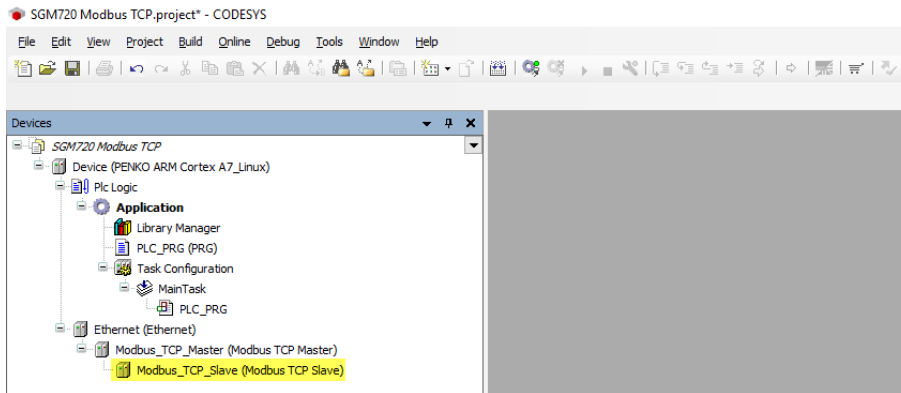 SGM720 Modbus TCP.project* - CODESYS
File Edit View Project Build Online Debug Tools Window Help
Devices
SGM720 Modbus TCP
Device (PENKO ARM Cortex A7_Linux)
Plc Logic
Application
Library Manager
PLC_PRG (PRG)
Task Configuration
MainTask
PLC_PRG
Ethernet (Ethernet)
Modbus_TCP_Master (Modbus TCP Master)
Modbus_TCP_Slave (Modbus TCP Slave)